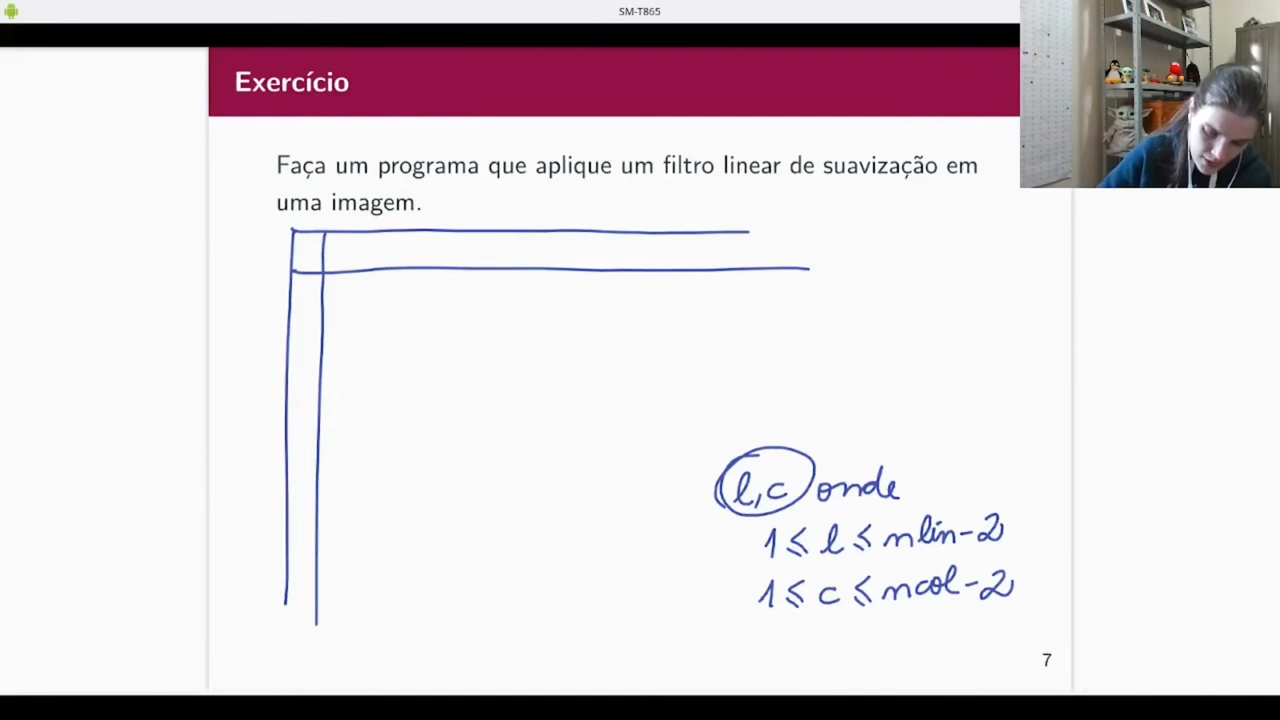 SM-T865
Exercício
Faça um programa que aplique um filtro linear de suavização em
uma imagem.
l,c onde
1 ≤ l ≤ nlin-2
1 ≤ c ≤ ncol-2
7